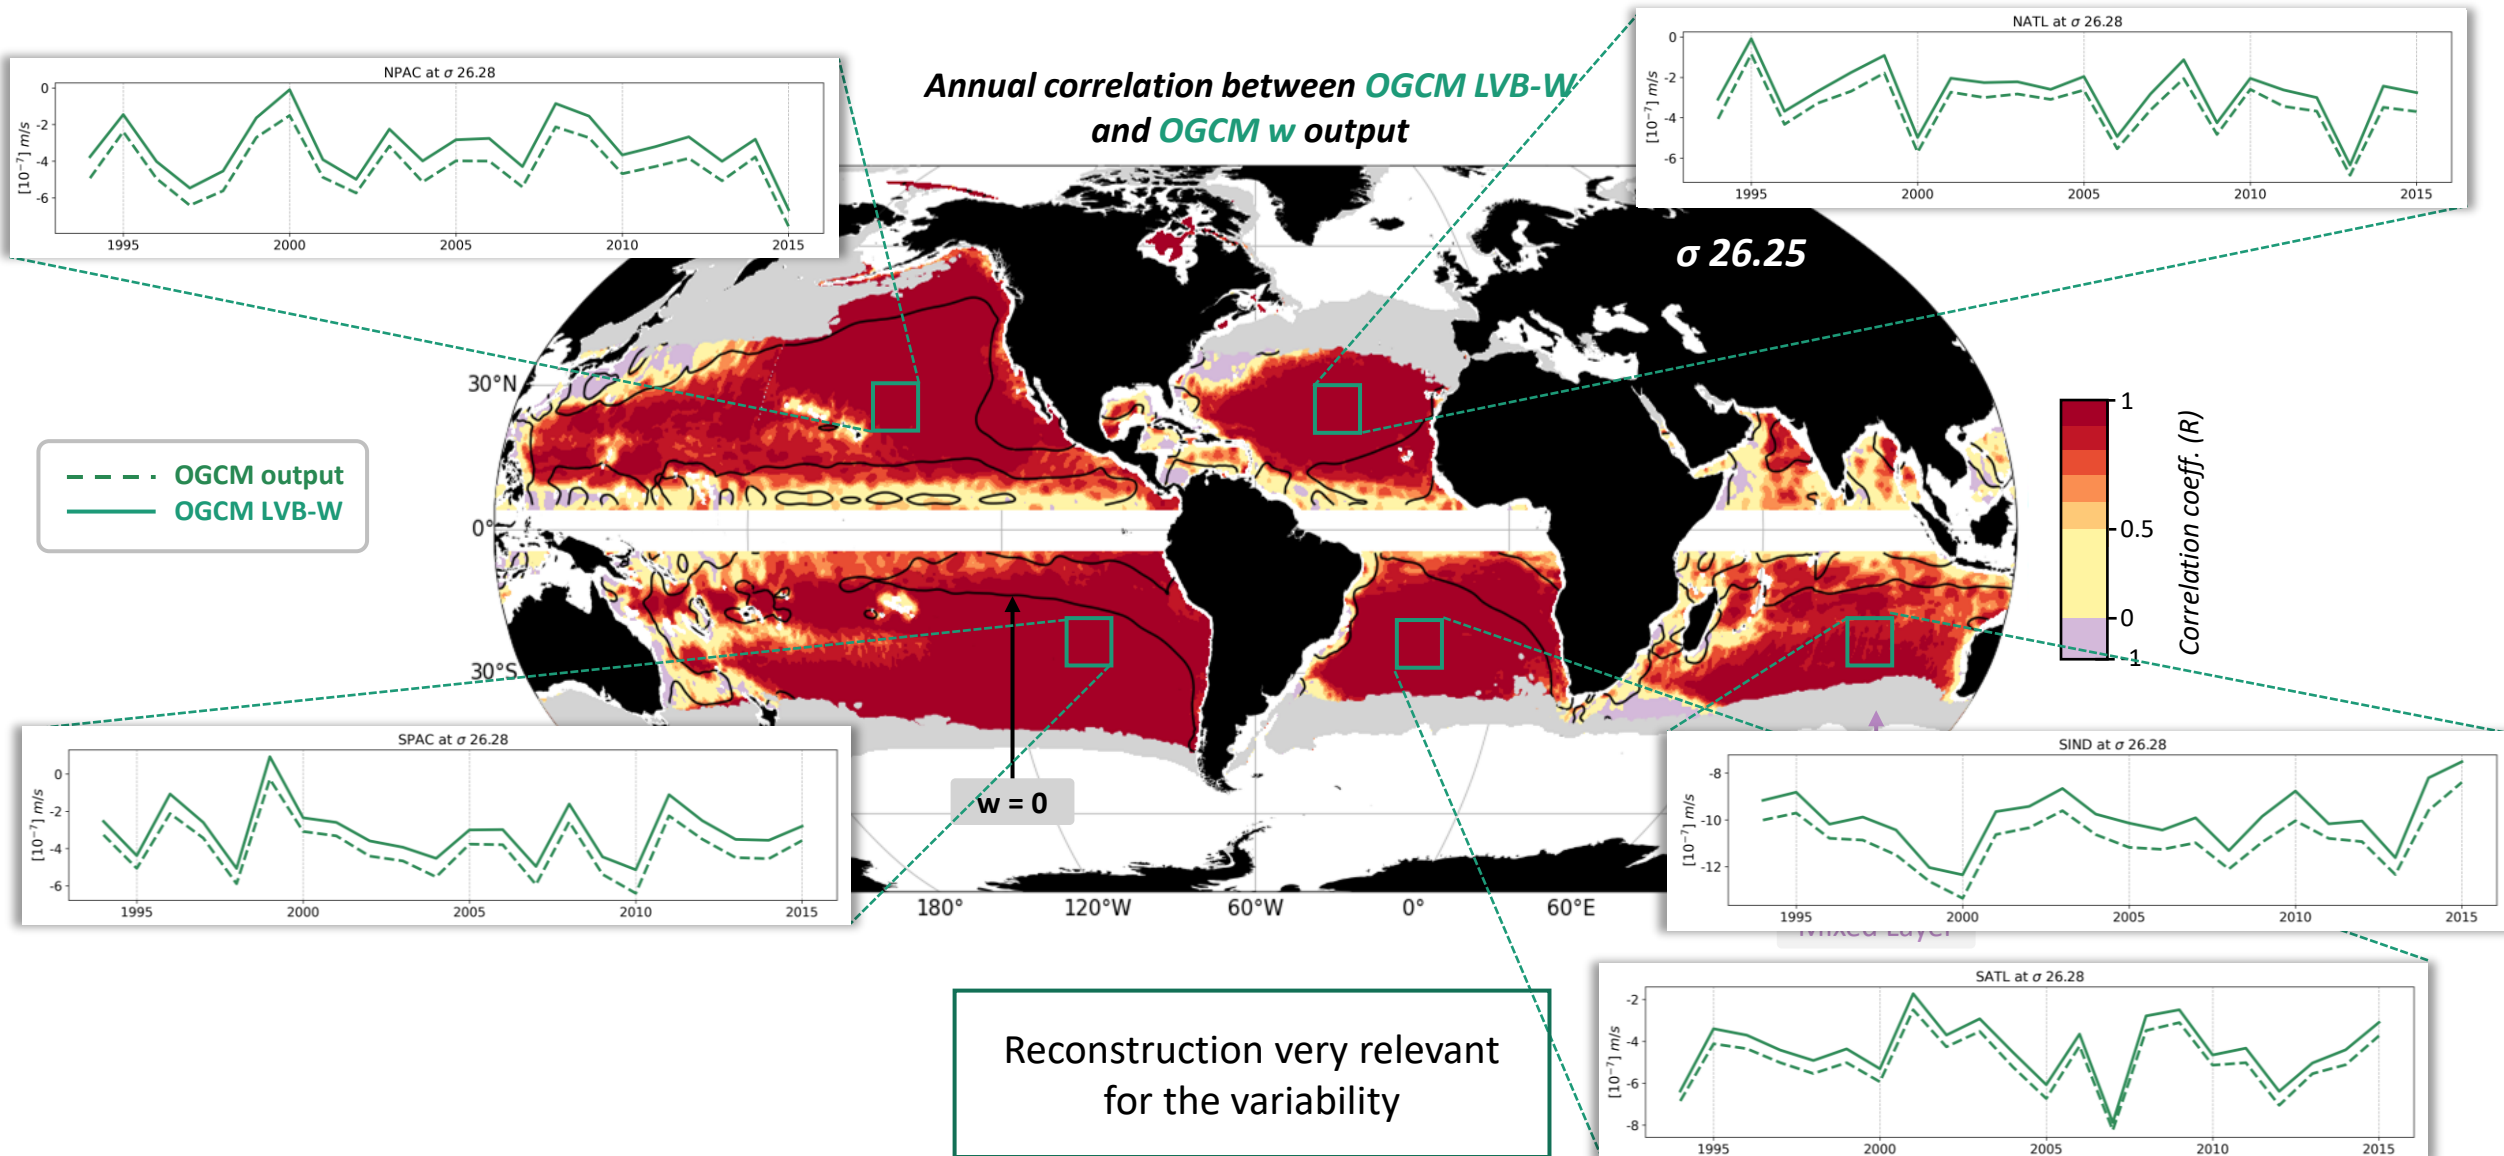 Annual correlation between OGCM LVB-W
and OGCM w output
NPAC at σ 26.28
[10⁻⁷] m/s
0
-2
-4
-6
1995
2000
2005
2010
2015
NATL at σ 26.28
[10⁻⁷] m/s
0
-2
-4
-6
1995
2000
2005
2010
2015
σ 26.25
30°N
0°
30°S
OGCM output
OGCM LVB-W
1
0.5
0
1
Correlation coeff. (R)
w = 0
SPAC at σ 26.28
[10⁻⁷] m/s
0
-2
-4
-6
1995
2000
2005
2010
2015
180°
120°W
60°W
0°
60°E
SIND at σ 26.28
[10⁻⁷] m/s
-8
-10
-12
1995
2000
2005
2010
2015
Mixed Layer
Reconstruction very relevant
for the variability
SATL at σ 26.28
[10⁻⁷] m/s
-2
-4
-6
-8
1995
2000
2005
2010
2015